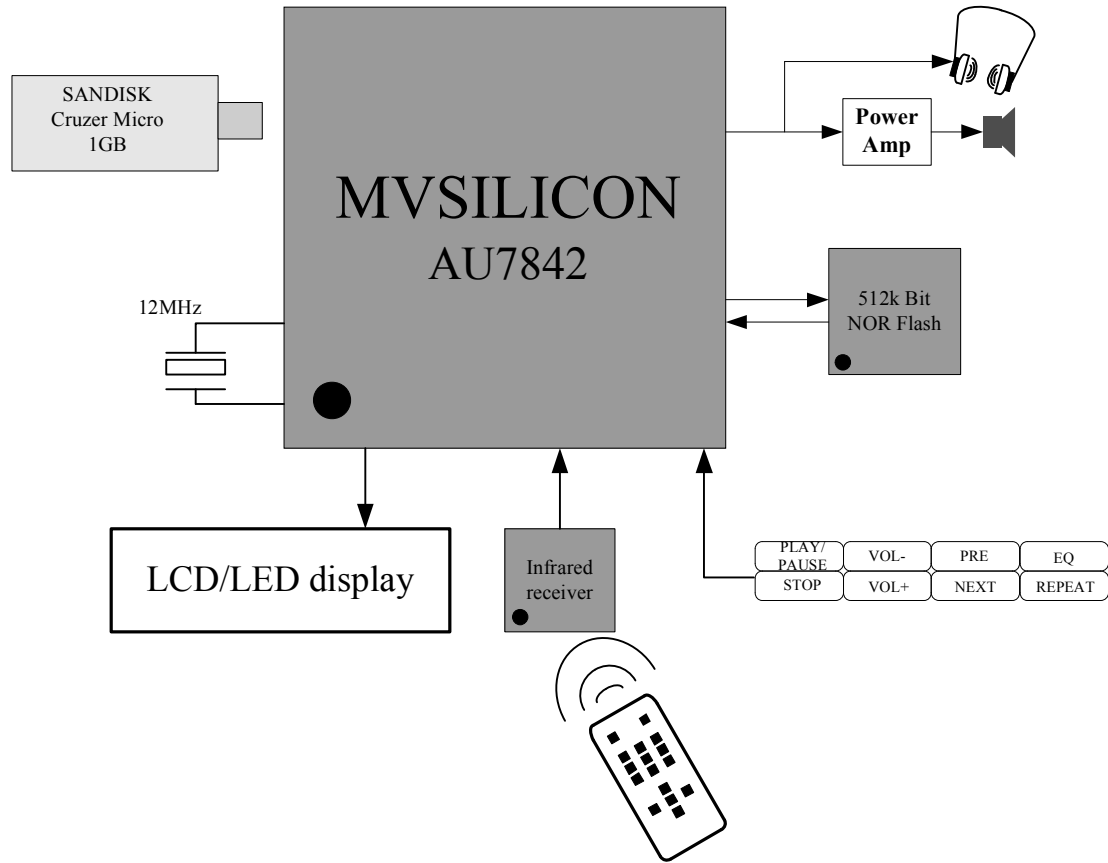 SANDISK
Cruzer Micro
1GB
MVSILICON
AU7842
Power
Amp
512k Bit
NOR Flash
12MHz
LCD/LED display
Infrared
receiver
PLAY/
PAUSE
VOL-
PRE
EQ
STOP
VOL+
NEXT
REPEAT